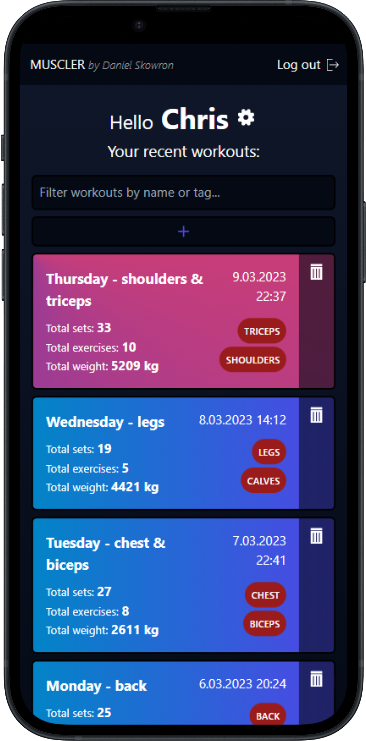 MUSCLER by Daniel Skowron
Log out
Hello Chris
Your recent workouts:
Filter workouts by name or tag...
+
Thursday - shoulders &
triceps
9.03.2023
22:37
Total sets: 33
Total exercises: 10
Total weight: 5209 kg
TRICEPS
SHOULDERS
Wednesday - legs
8.03.2023 14:12
Total sets: 19
Total exercises: 5
Total weight: 4421 kg
LEGS
CALVES
Tuesday - chest &
biceps
7.03.2023
22:41
Total sets: 27
Total exercises: 8
Total weight: 2611 kg
CHEST
BICEPS
Monday - back
6.03.2023 20:24
Total sets: 25
BACK